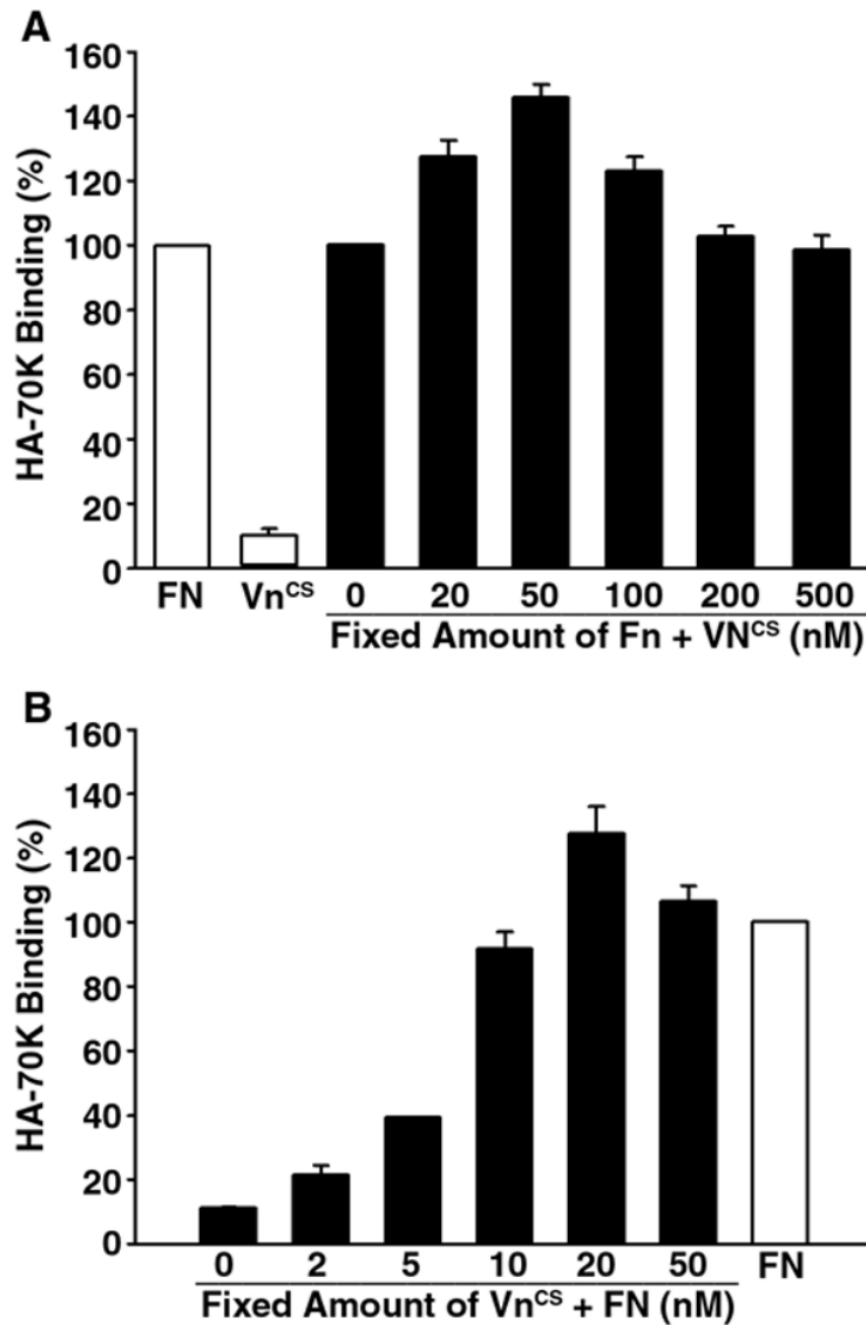 A
HA-70K Binding (%)
160
140
120
100
80
60
40
20
0
FN Vn^CS 0 20 50 100 200 500
Fixed Amount of Fn + VN^CS (nM)
B
HA-70K Binding (%)
160
140
120
100
80
60
40
20
0
0 2 5 10 20 50 FN
Fixed Amount of Vn^CS + FN (nM)